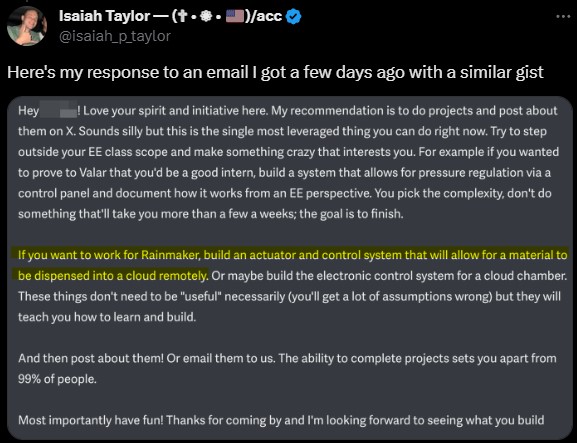 Isaiah Taylor — (✝ • ⚛ • 🇺🇸)/acc
@isaiah_p_taylor
Here's my response to an email I got a few days ago with a similar gist
Hey ! Love your spirit and initiative here. My recommendation is to do projects and post about
them on X. Sounds silly but this is the single most leveraged thing you can do right now. Try to step
outside your EE class scope and make something crazy that interests you. For example if you wanted
to prove to Valar that you'd be a good intern, build a system that allows for pressure regulation via a
control panel and document how it works from an EE perspective. You pick the complexity, don't do
something that'll take you more than a few a weeks; the goal is to finish.
If you want to work for Rainmaker, build an actuator and control system that will allow for a material to
be dispensed into a cloud remotely. Or maybe build the electronic control system for a cloud chamber.
These things don't need to be "useful" necessarily (you'll get a lot of assumptions wrong) but they will
teach you how to learn and build.
And then post about them! Or email them to us. The ability to complete projects sets you apart from
99% of people.
Most importantly have fun! Thanks for coming by and I'm looking forward to seeing what you build